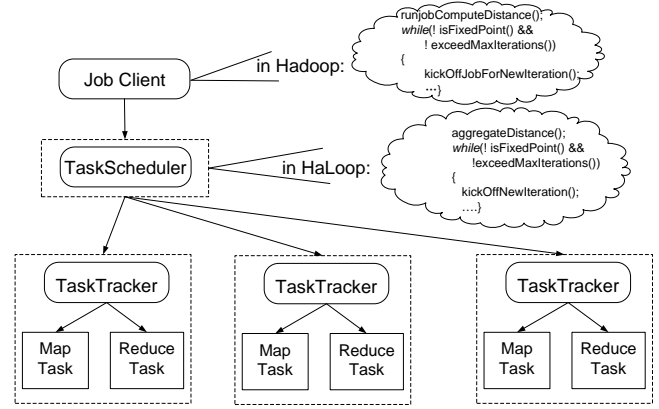 runjobComputeDistance();
while(! isFixedPoint() &&
! exceedMaxIterations())
{
kickOffJobForNewIteration();
...}
in Hadoop:
Job Client
aggregateDistance();
while(! isFixedPoint() &&
!exceedMaxIterations())
{
kickOffNewIteration();
....}
in HaLoop:
TaskScheduler
TaskTracker
TaskTracker
TaskTracker
Map
Task
Reduce
Task
Map
Task
Reduce
Task
Map
Task
Reduce
Task